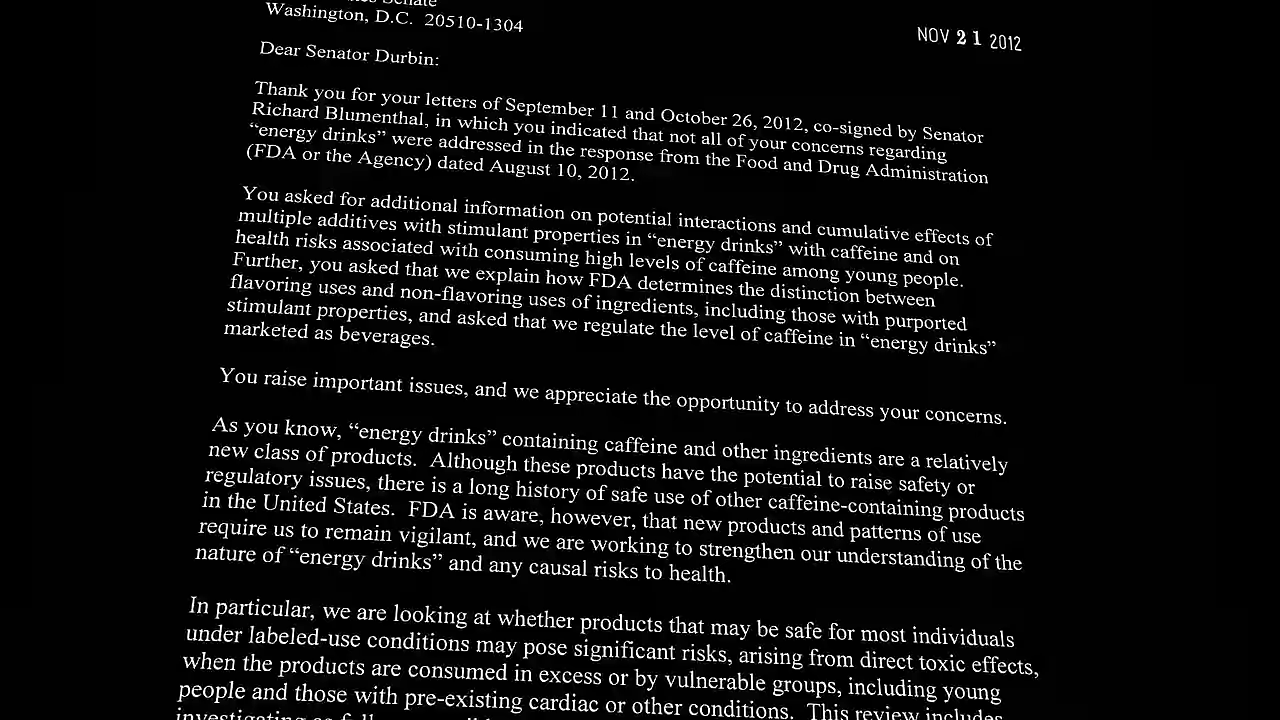 Senate
Washington, D.C. 20510-1304
NOV 21 2012
Dear Senator Durbin:
Thank you for your letters of September 11 and October 26, 2012, co-signed by Senator
Richard Blumenthal, in which you indicated that not all of your concerns regarding
“energy drinks” were addressed in the response from the Food and Drug Administration
(FDA or the Agency) dated August 10, 2012.
You asked for additional information on potential interactions and cumulative effects of
multiple additives with stimulant properties in “energy drinks” with caffeine and on
health risks associated with consuming high levels of caffeine among young people.
Further, you asked that we explain how FDA determines the distinction between
flavoring uses and non-flavoring uses of ingredients, including those with purported
stimulant properties, and asked that we regulate the level of caffeine in “energy drinks”
marketed as beverages.
You raise important issues, and we appreciate the opportunity to address your concerns.
As you know, “energy drinks” containing caffeine and other ingredients are a relatively
new class of products. Although these products have the potential to raise safety or
regulatory issues, there is a long history of safe use of other caffeine-containing products
in the United States. FDA is aware, however, that new products and patterns of use
require us to remain vigilant, and we are working to strengthen our understanding of the
nature of “energy drinks” and any causal risks to health.
In particular, we are looking at whether products that may be safe for most individuals
under labeled-use conditions may pose significant risks, arising from direct toxic effects,
when the products are consumed in excess or by vulnerable groups, including young
people and those with pre-existing cardiac or other conditions. This review includes